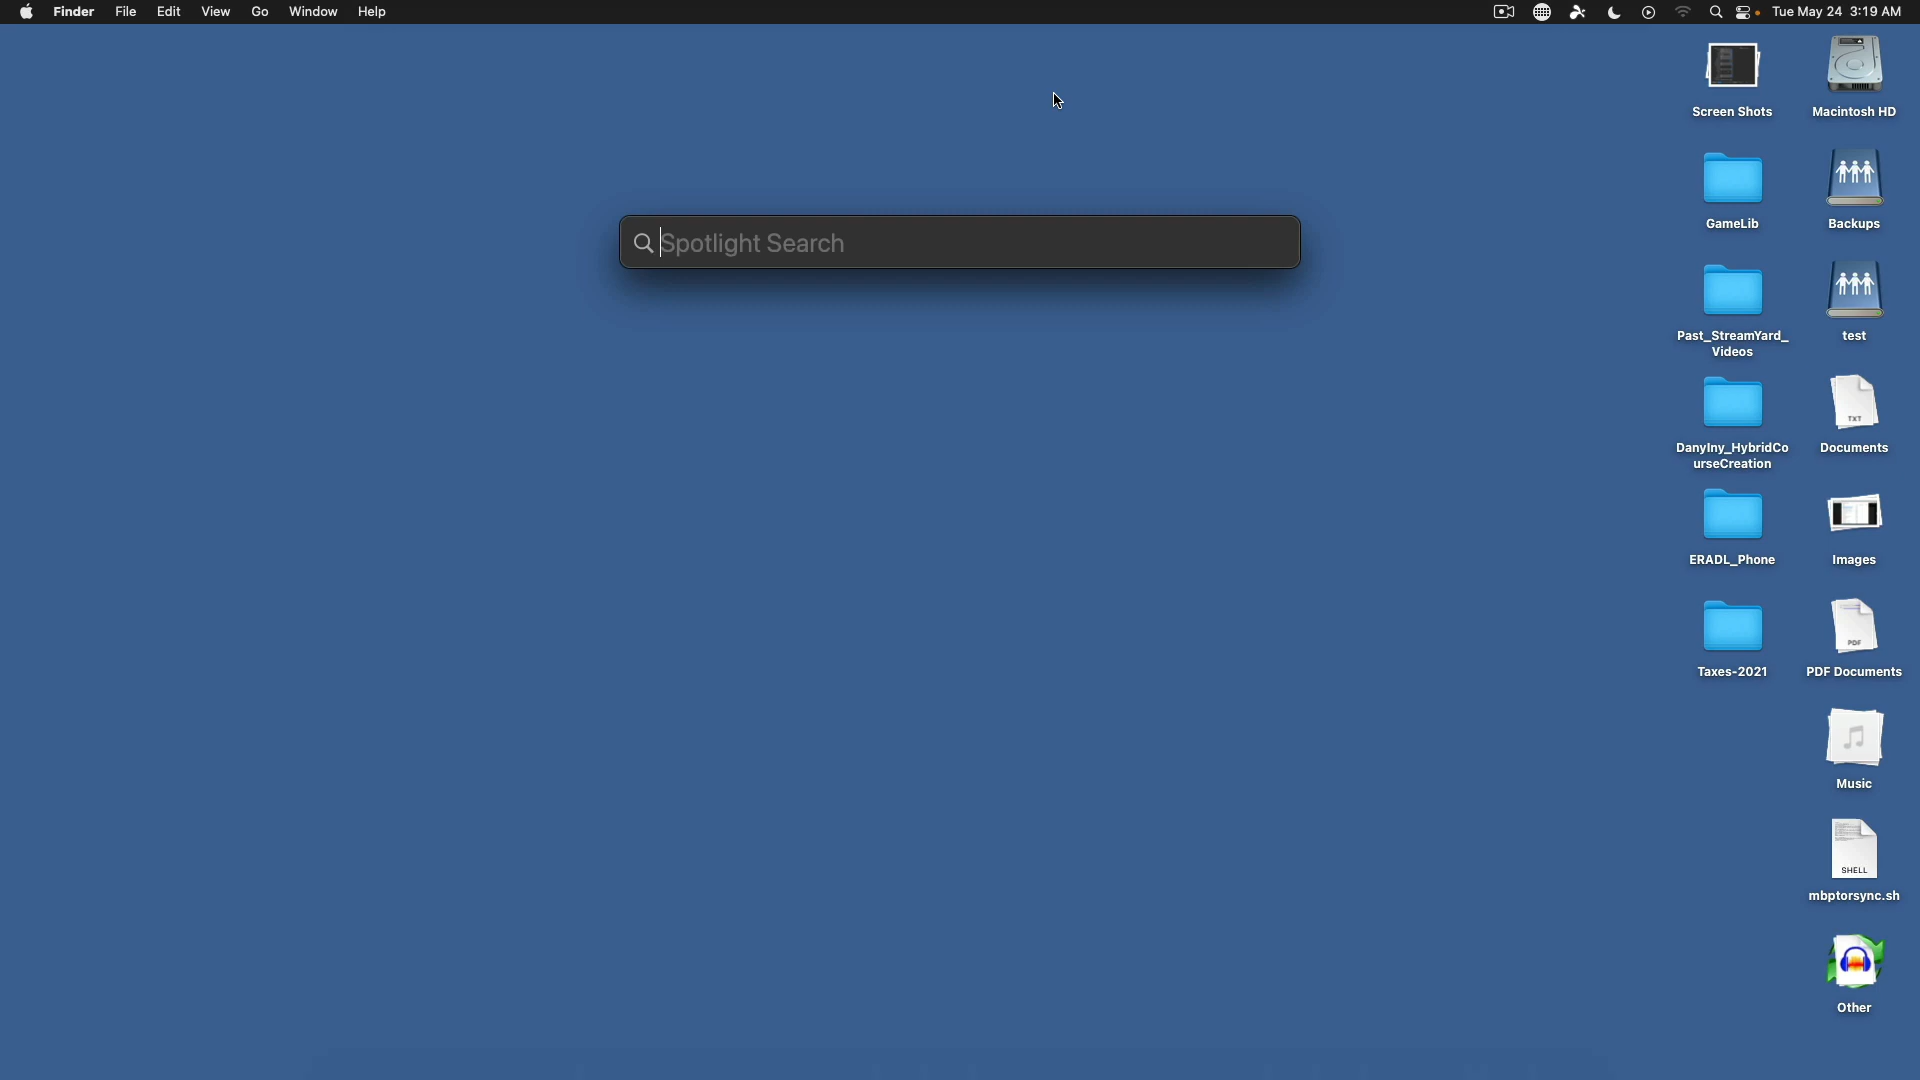 Finder File Edit View Go Window Help Tue May 24 3:19 AM
Screen Shots
Macintosh HD
GameLib
Backups
Past_StreamYard_
Videos
test
DanyIny_HybridCo
urseCreation
TXT
Documents
ERADL_Phone
Images
Taxes-2021
PDF
PDF Documents
Music
SHELL
mbptorsync.sh
Other
Spotlight Search